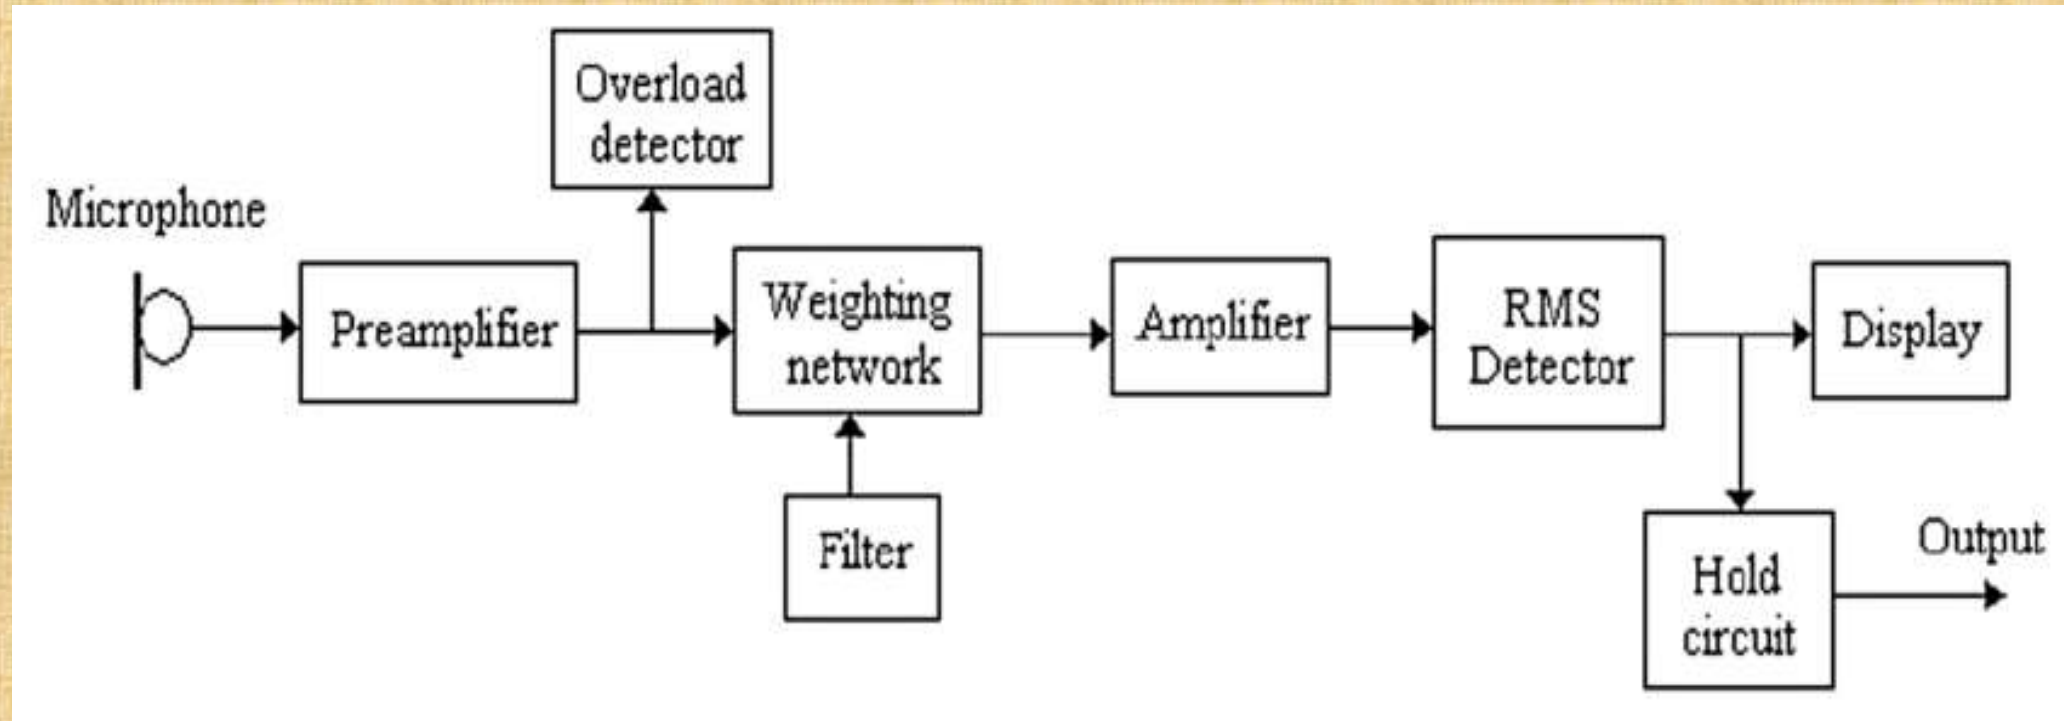 Overload
detector
Microphone
Preamplifier
Weighting
network
Amplifier
RMS
Detector
Display
Filter
Hold
circuit
Output